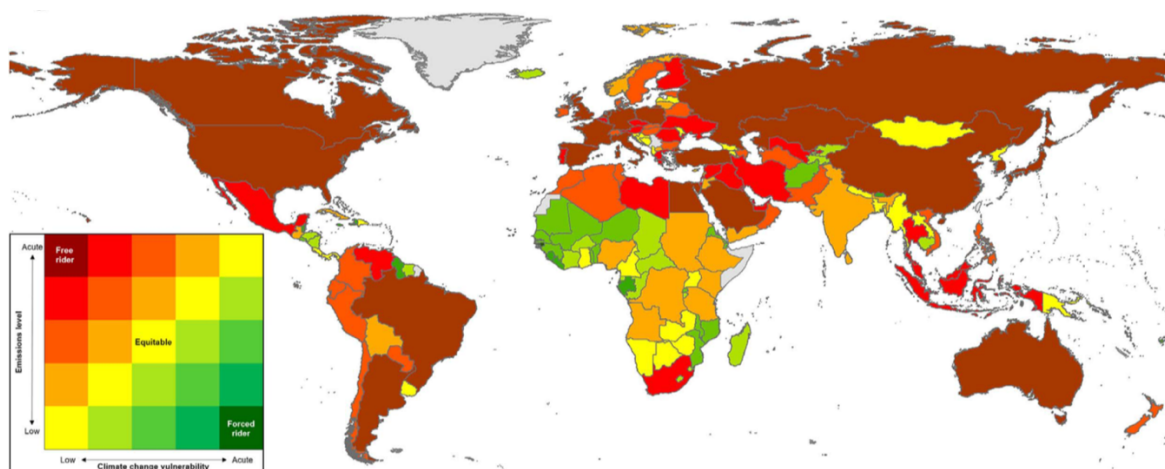 Acute
Free
rider
Emissions level
Equitable
Low
Forced
rider
Low
Acute
Climate change vulnerability